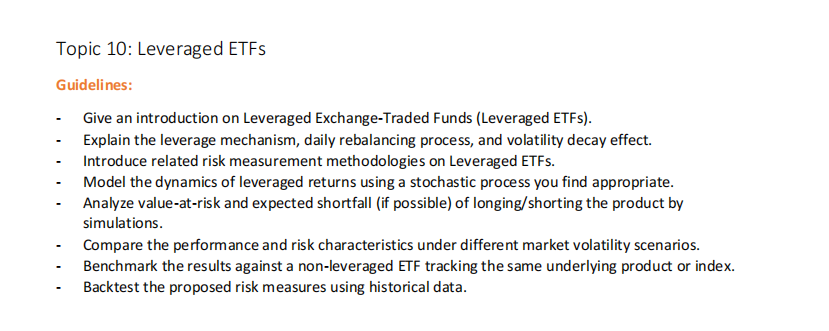 Topic 10: Leveraged ETFs
Guidelines:
- Give an introduction on Leveraged Exchange-Traded Funds (Leveraged ETFs).
- Explain the leverage mechanism, daily rebalancing process, and volatility decay effect.
- Introduce related risk measurement methodologies on Leveraged ETFs.
- Model the dynamics of leveraged returns using a stochastic process you find appropriate.
- Analyze value-at-risk and expected shortfall (if possible) of longing/shorting the product by
simulations.
- Compare the performance and risk characteristics under different market volatility scenarios.
- Benchmark the results against a non-leveraged ETF tracking the same underlying product or index.
- Backtest the proposed risk measures using historical data.